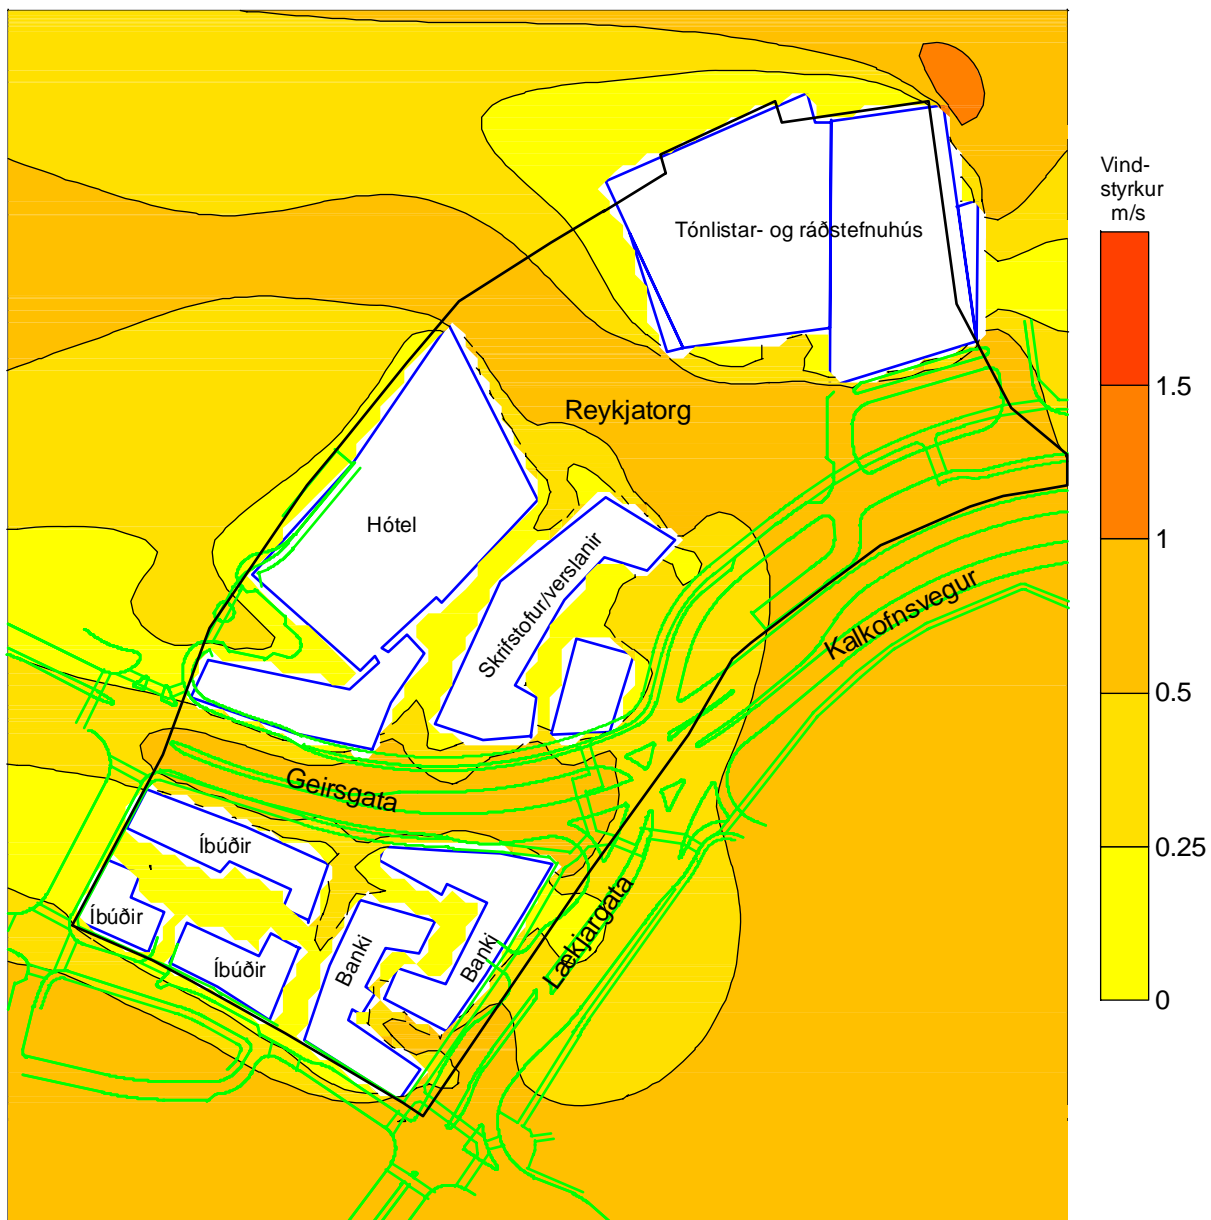 Vind-
styrkur
m/s
1.5
1
0.5
0.25
0
Tónlistar- og ráðstefnuhús
Reykjatorg
Hótel
Skrifstofur/verslanir
Kalkofnsvegur
Geirsgata
Íbúðir
Íbúðir
Íbúðir
Banki
Banki
Lækjargata